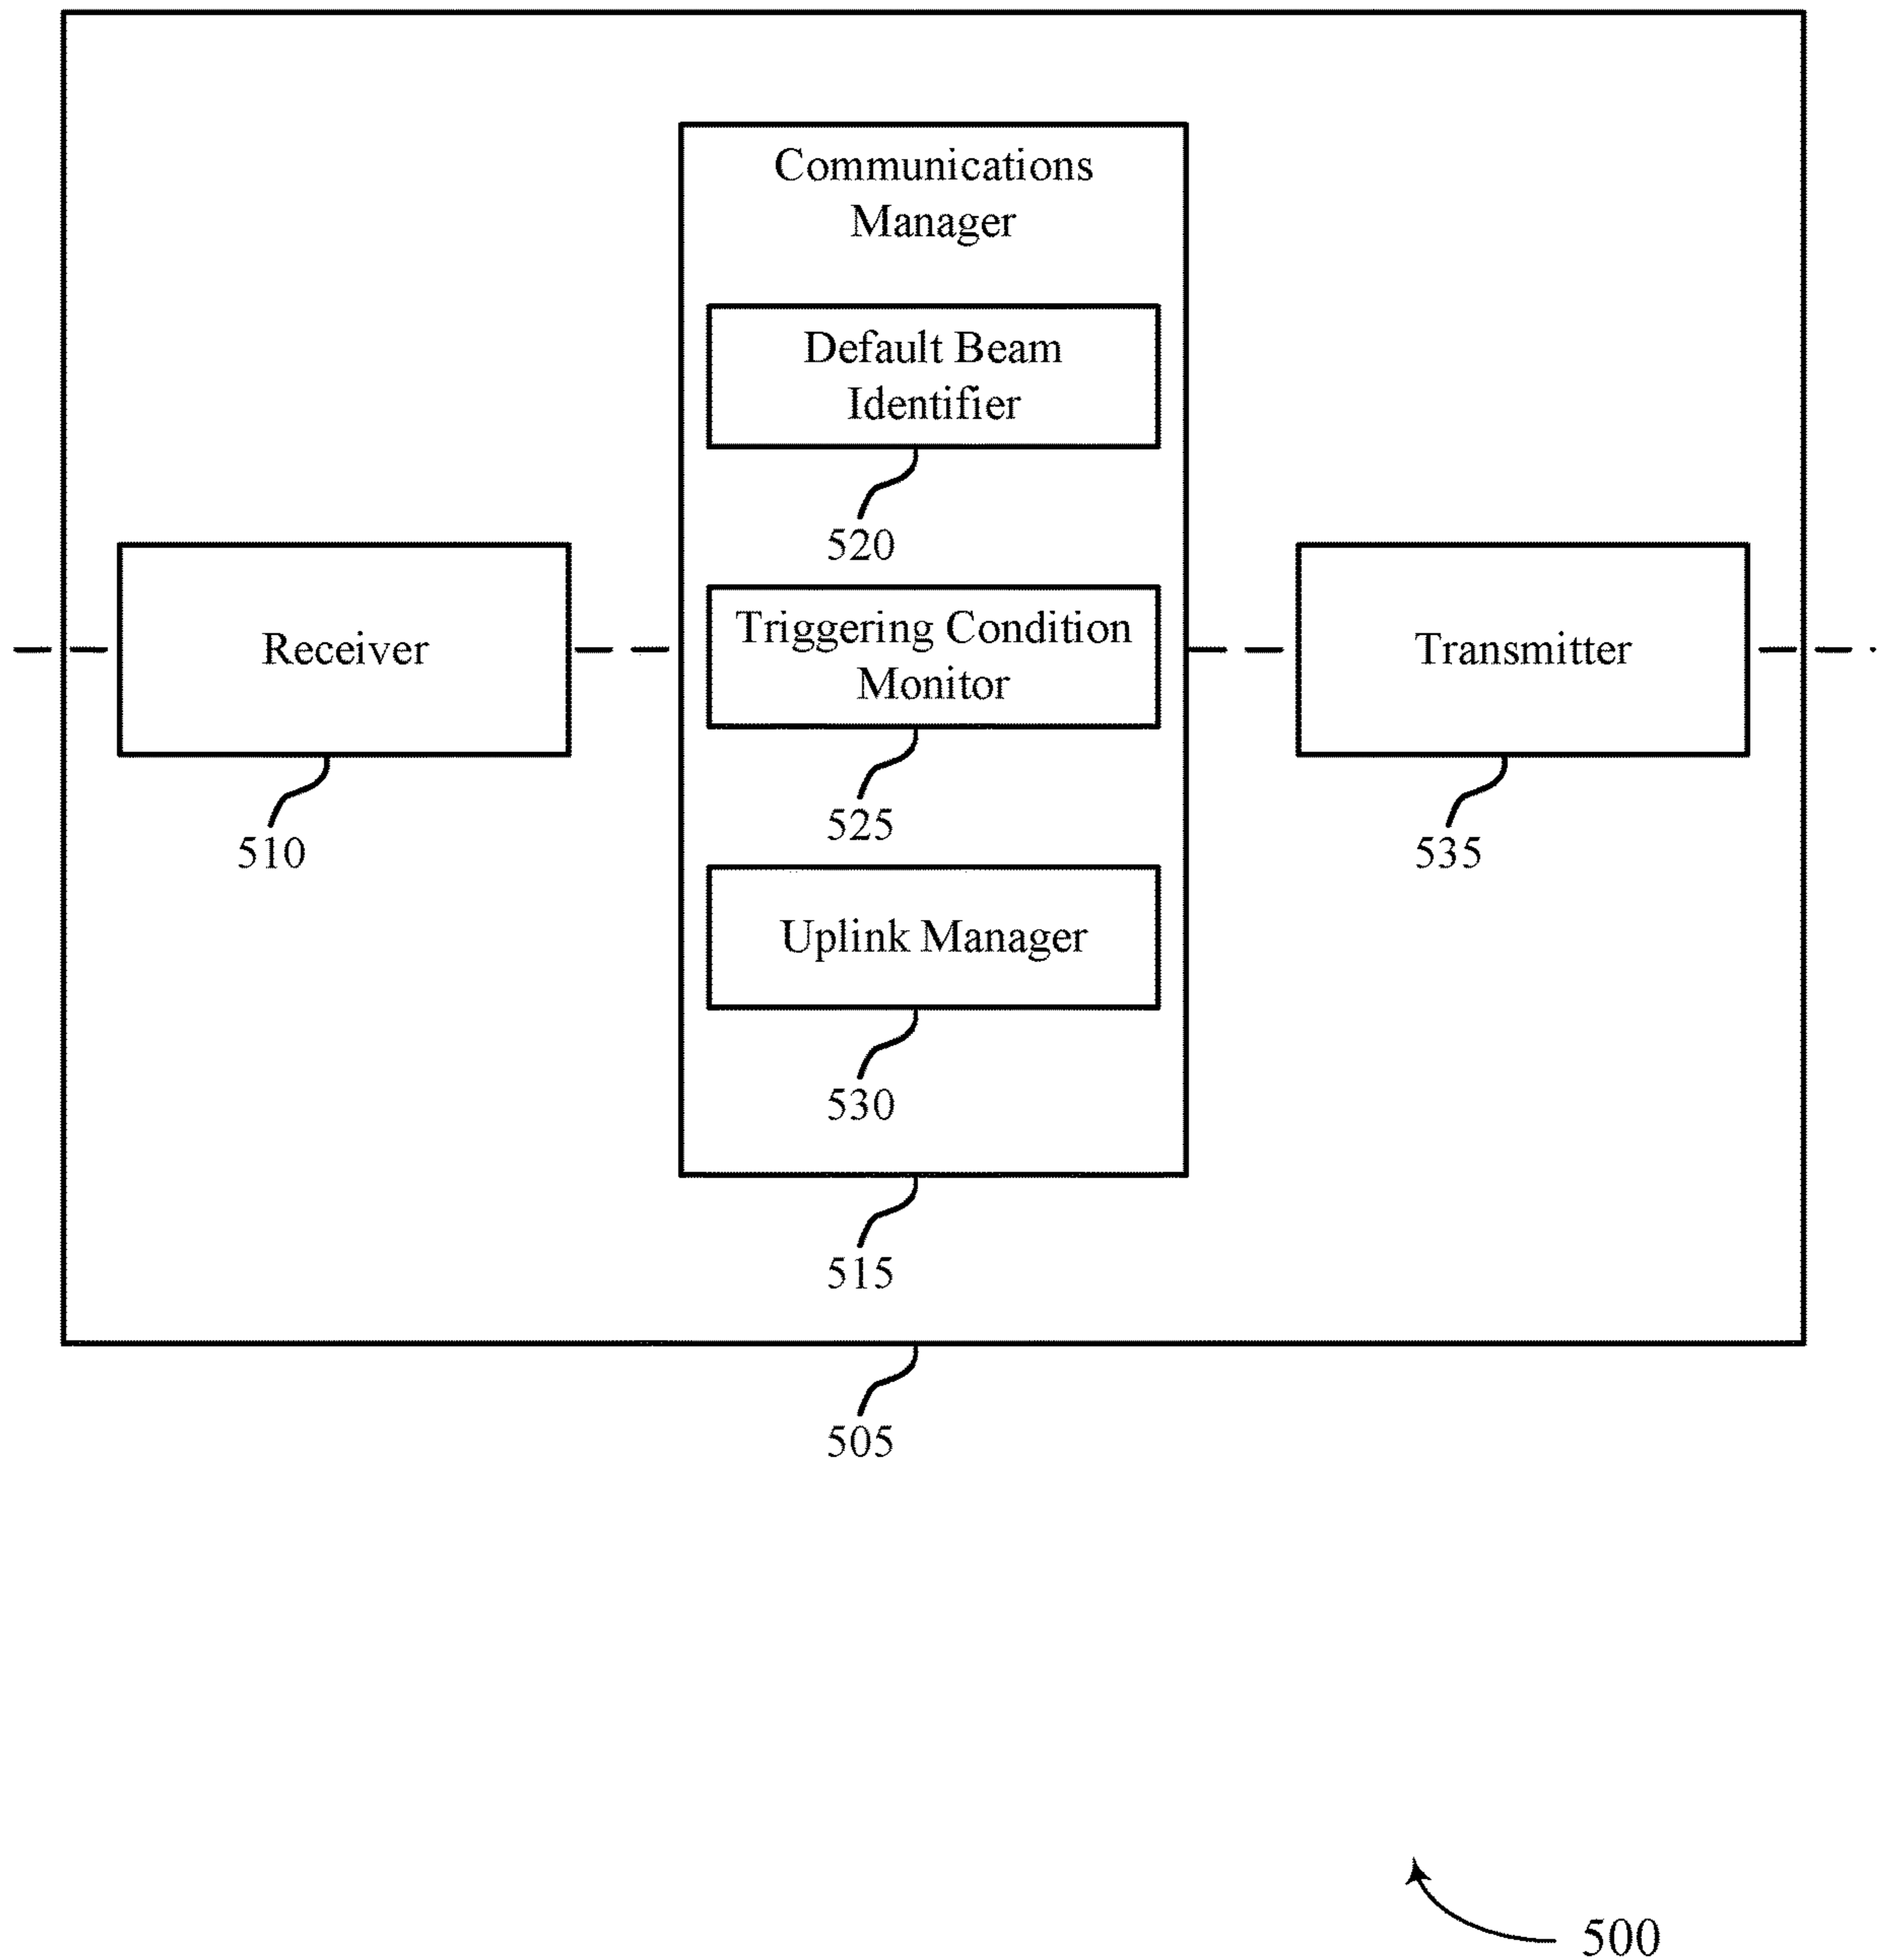 Communications
Manager
Default Beam
Identifier
520
Receiver
510
Triggering Condition
Monitor
525
Transmitter
535
Uplink Manager
530
515
505
500